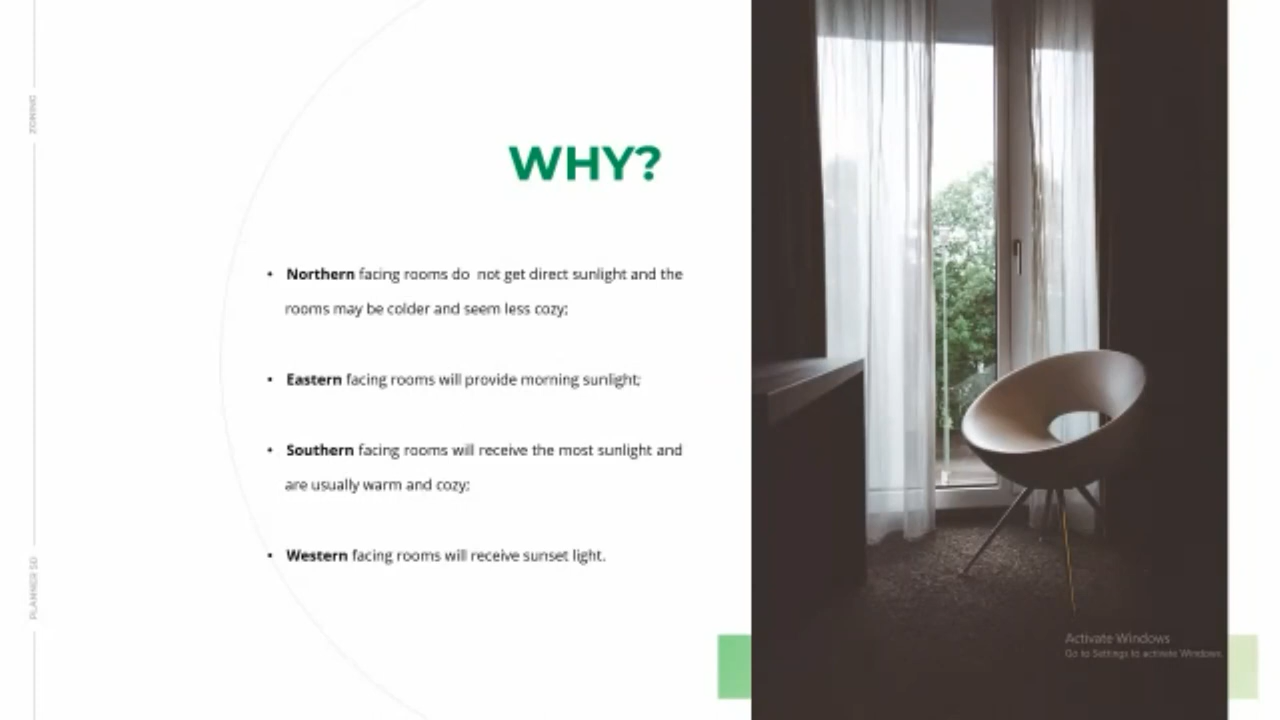 ZONING
PLANNER 5D
WHY?
• Northern facing rooms do not get direct sunlight and the
rooms may be colder and seem less cozy;
• Eastern facing rooms will provide morning sunlight;
• Southern facing rooms will receive the most sunlight and
are usually warm and cozy;
• Western facing rooms will receive sunset light.
Activate Windows
Go to Settings to activate Windows.